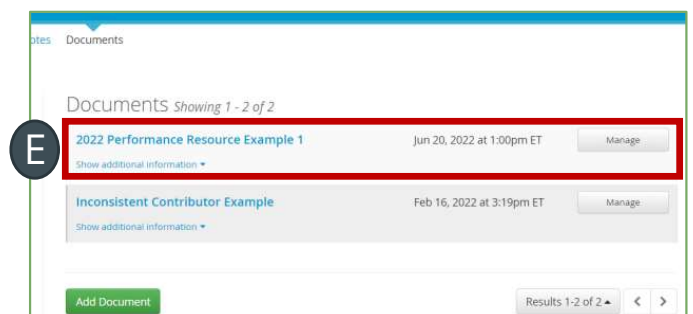 Documents
Documents Showing 1 - 2 of 2
E
2022 Performance Resource Example 1 Jun 20, 2022 at 1:00pm ET Manage
Show additional information
Inconsistent Contributor Example Feb 16, 2022 at 3:19pm ET Manage
Show additional information
Add Document Results 1-2 of 2